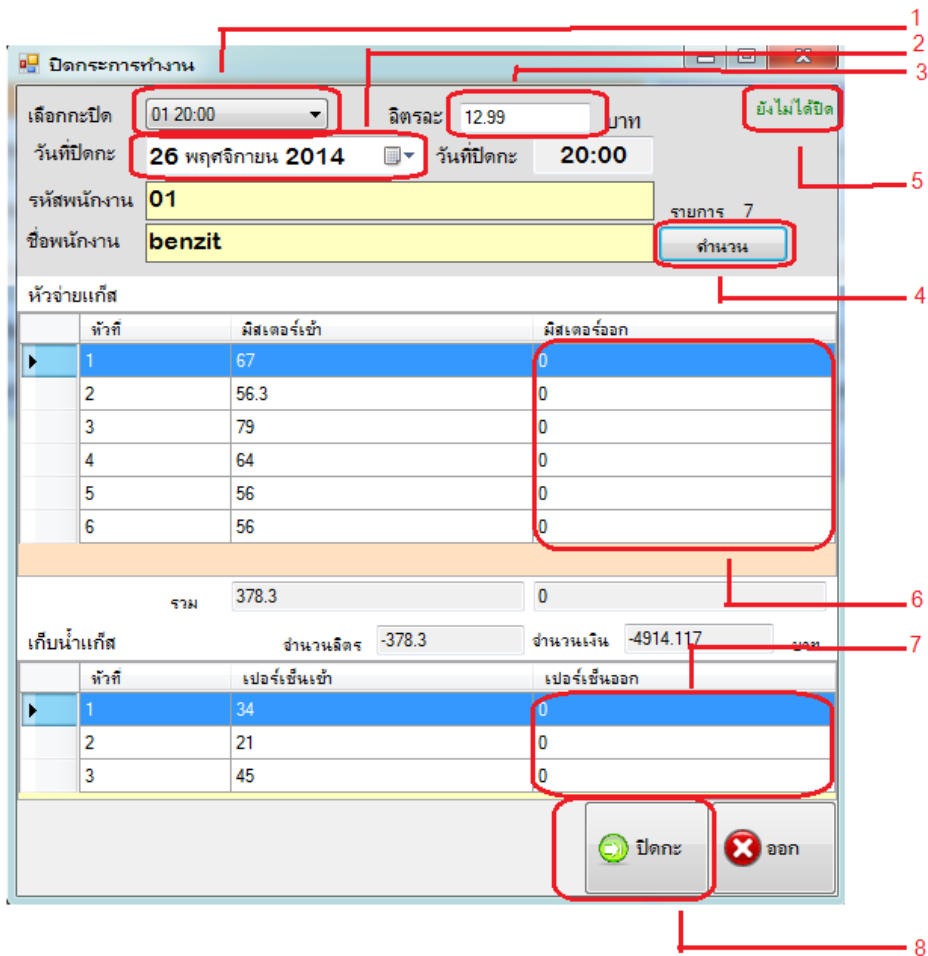 1
ปิดกระการทำงาน
2
3
เลือกกะปิด 01 20:00 ลิตรละ 12.99 บาท ยังไม่ได้ปิด
วันที่ปิดกะ 26 พฤศจิกายน 2014 วันที่ปิดกะ 20:00
5
รหัสพนักงาน 01 รายการ 7
ชื่อพนักงาน benzit คำนวน
หัวจ่ายแก๊ส 4
หัวที่ มิสเตอร์เข้า มิสเตอร์ออก
1 67 0
2 56.3 0
3 79 0
4 64 0
5 56 0
6 56 0
รวม 378.3 0 6
เก็บน้ำแก๊ส จำนวนลิตร -378.3 จำนวนเงิน -4914.117 บาท 7
หัวที่ เปอร์เซ็นเข้า เปอร์เซ็นออก
1 34 0
2 21 0
3 45 0
ปิดกะ ออก
8